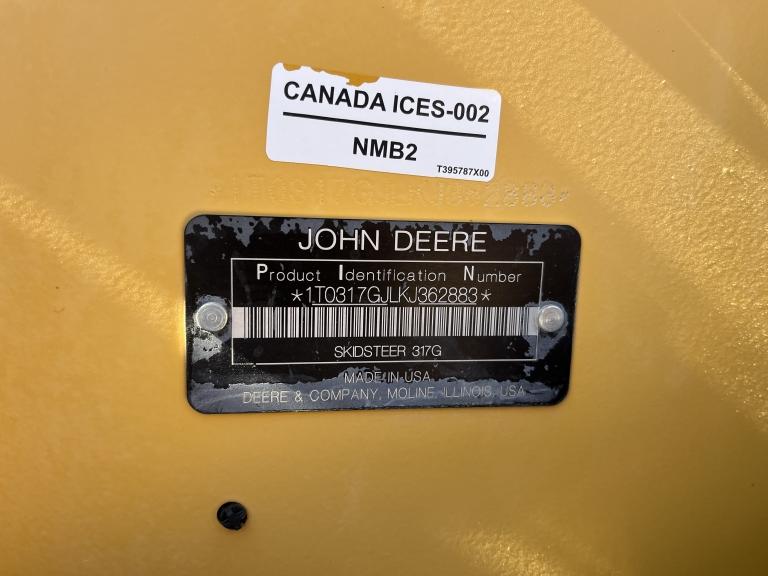 CANADA ICES-002
NMB2
T395787X00
JOHN DEERE
Product Identification Number
*1T0317GJLKJ362883*
SKIDSTEER 317G
MADE IN USA
DEERE & COMPANY, MOLINE, ILLINOIS, USA